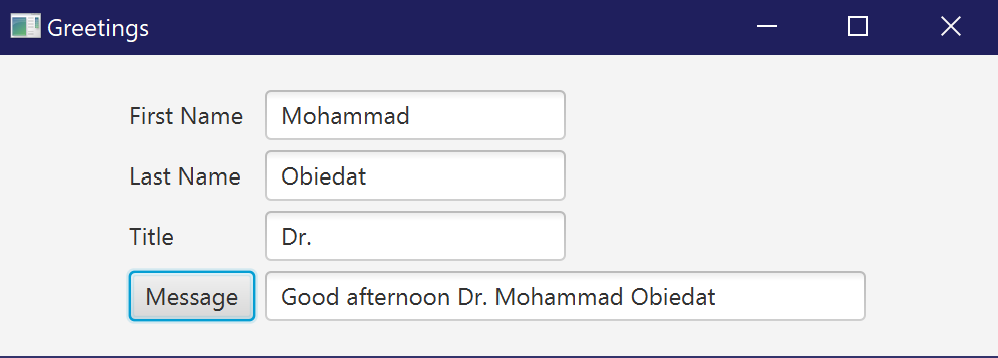 Greetings
First Name Mohammad
Last Name Obiedat
Title Dr.
Message Good afternoon Dr. Mohammad Obiedat